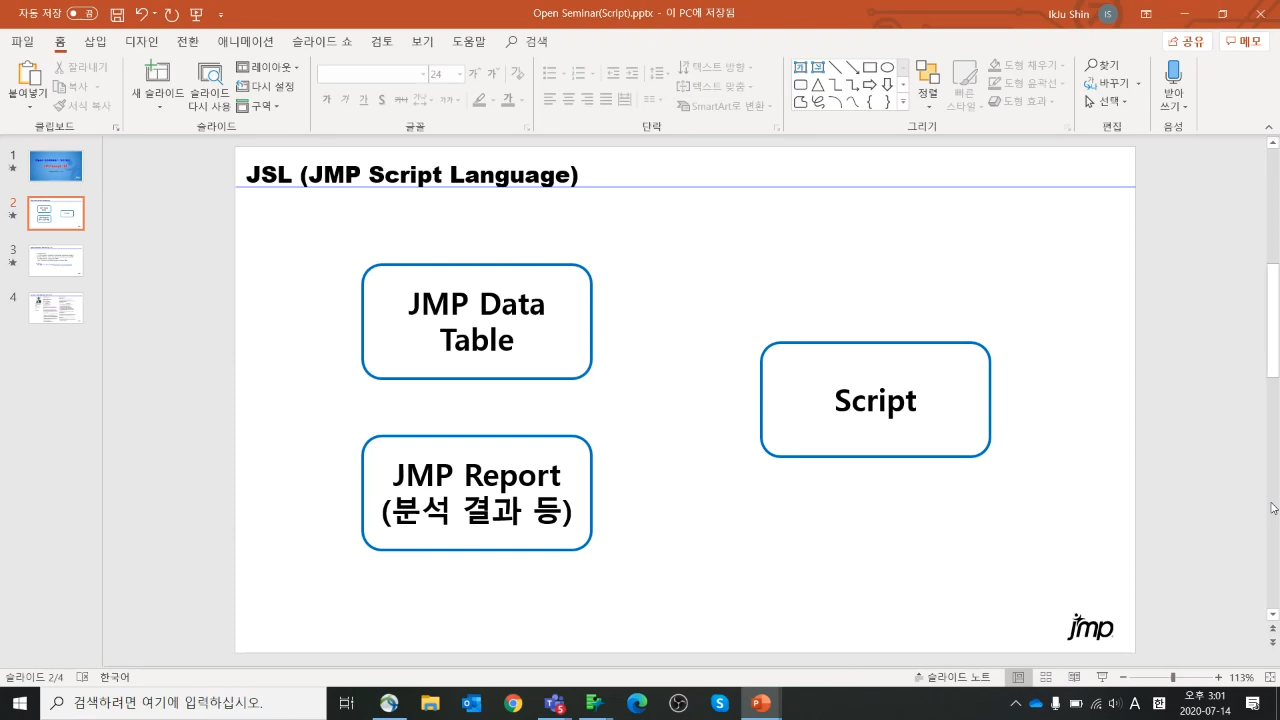 자동 저장 끔
Open Seminar(Script).pptx - 이 PC에 저장됨
IkJu Shin IS
파일 홈 삽입 디자인 전환 애니메이션 슬라이드 쇼 검토 보기 도움말 검색
공유 메모
붙여넣기
잘라내기
복사
서식 복사
클립보드
새 슬라이드
슬라이드 다시 사용
레이아웃
다시 설정
구역
슬라이드
24
가 가 가 S
글꼴
텍스트 방향
텍스트 맞춤
SmartArt로 변환
단락
정렬
빠른 스타일
도형 채우기
도형 윤곽선
도형 효과
그리기
찾기
바꾸기
선택
편집
받아쓰기
음성
1
2
3
4
JSL (JMP Script Language)
JMP Data
Table
Script
JMP Report
(분석 결과 등)
jmp
슬라이드 2/4 한국어
슬라이드 노트 113%
검색하려면 여기에 입력하십시오.
A 한
오후 3:01
2020-07-14